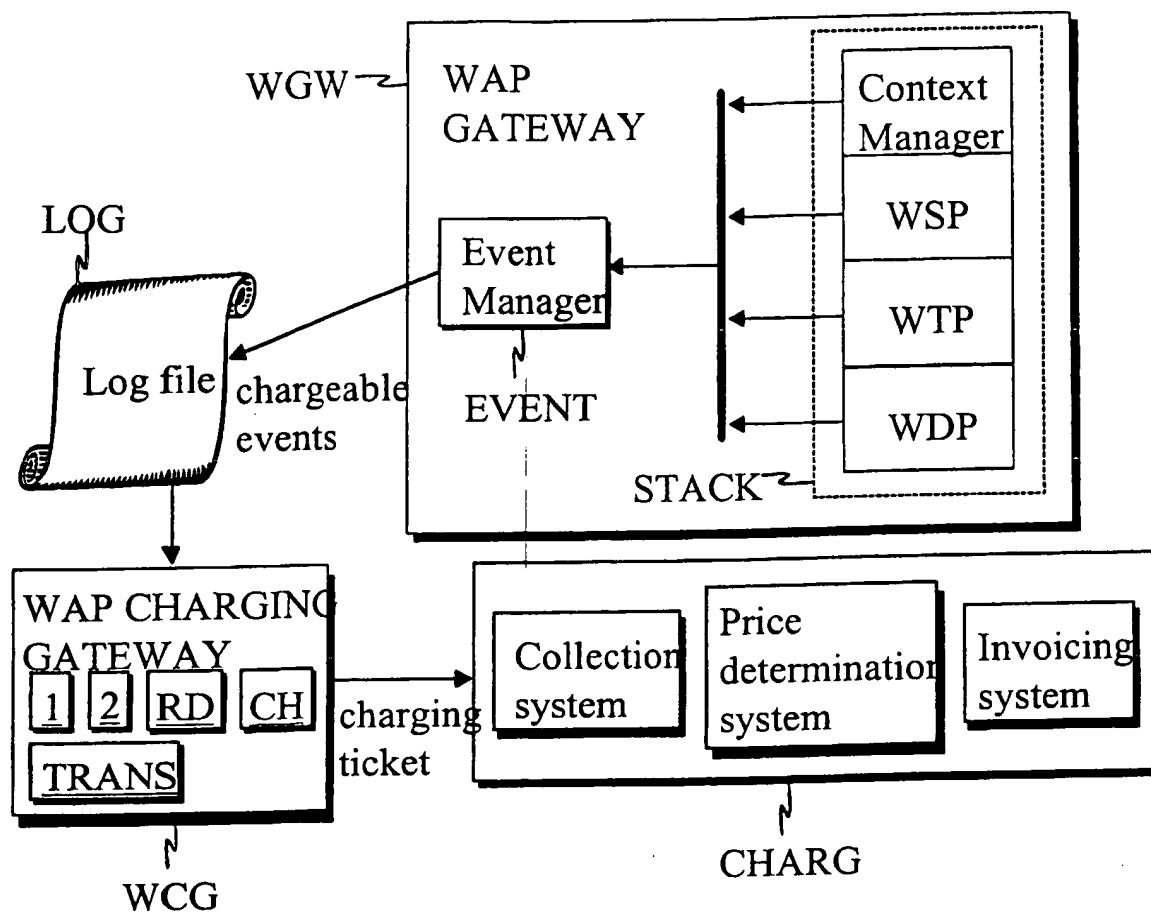 WGW
WAP
GATEWAY
Context
Manager
WSP
WTP
WDP
STACK
Event
Manager
EVENT
LOG
Log file
chargeable
events
WAP CHARGING
GATEWAY
1 2 RD CH
TRANS
WCG
charging
ticket
Collection
system
Price
determination
system
Invoicing
system
CHARG